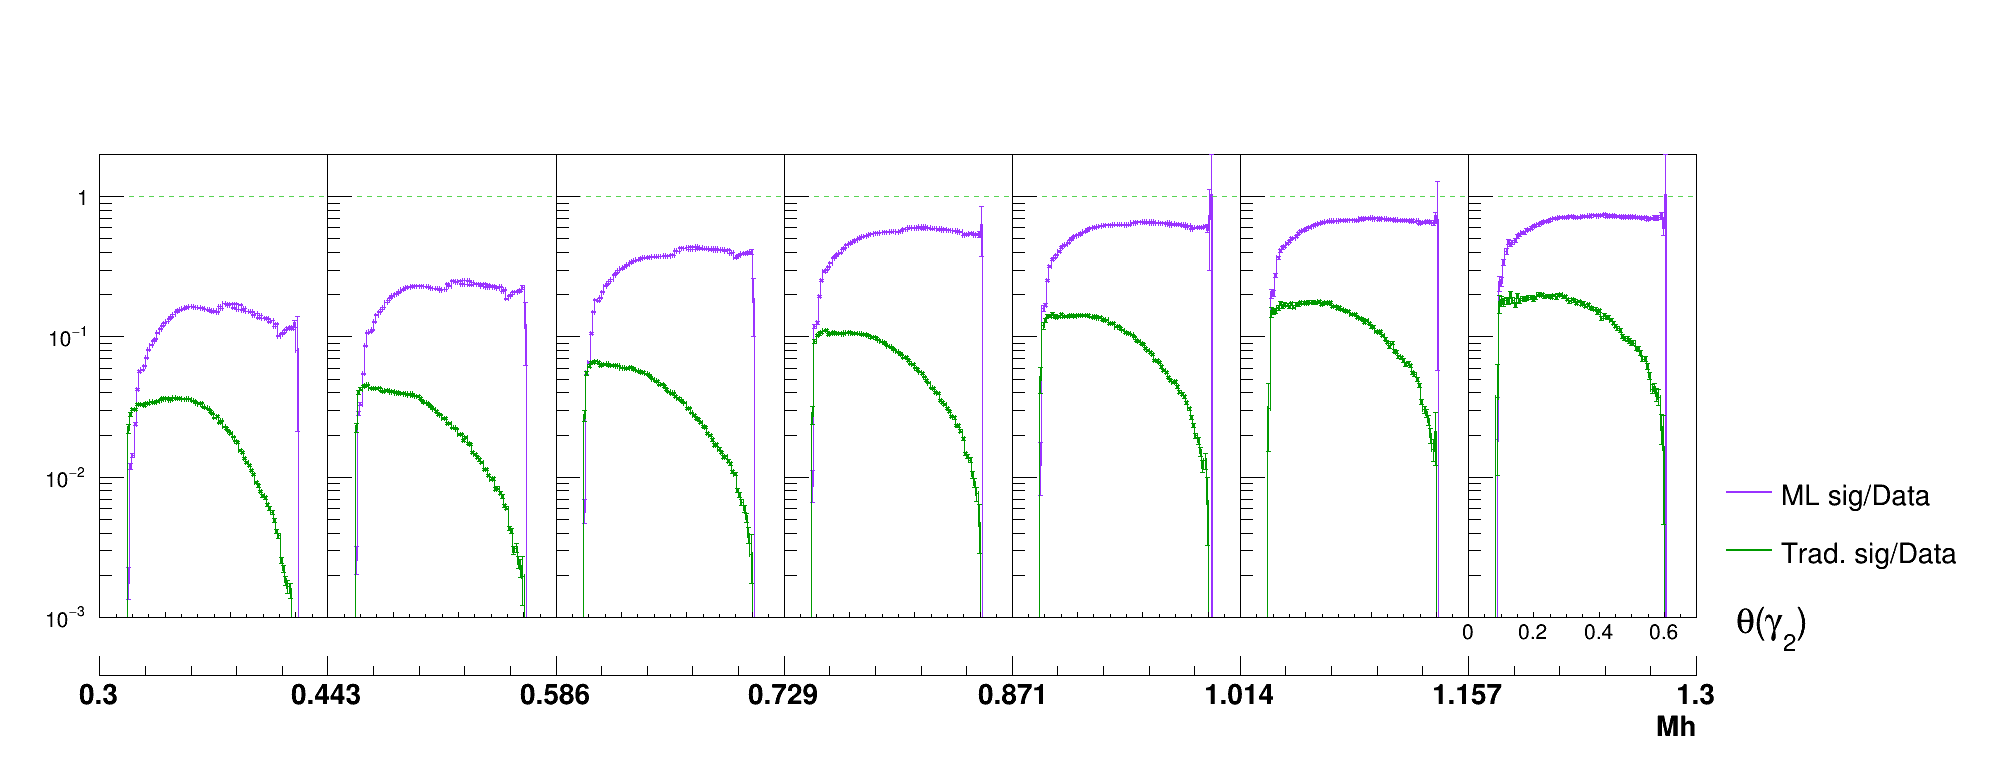 1
10⁻¹
10⁻²
10⁻³
ML sig/Data
Trad. sig/Data
0 0.2 0.4 0.6
θ(γ₂)
0.3 0.443 0.586 0.729 0.871 1.014 1.157 1.3
Mh